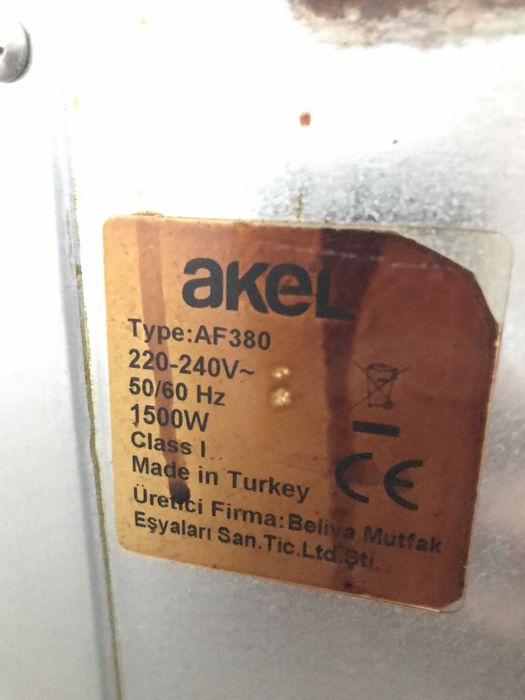 akel
Type:AF380
220-240V~
50/60 Hz
1500W
Class I
Made in Turkey
CE
Üretici Firma:Beliva Mutfak
Eşyaları San.Tic.Ltd.Şti.